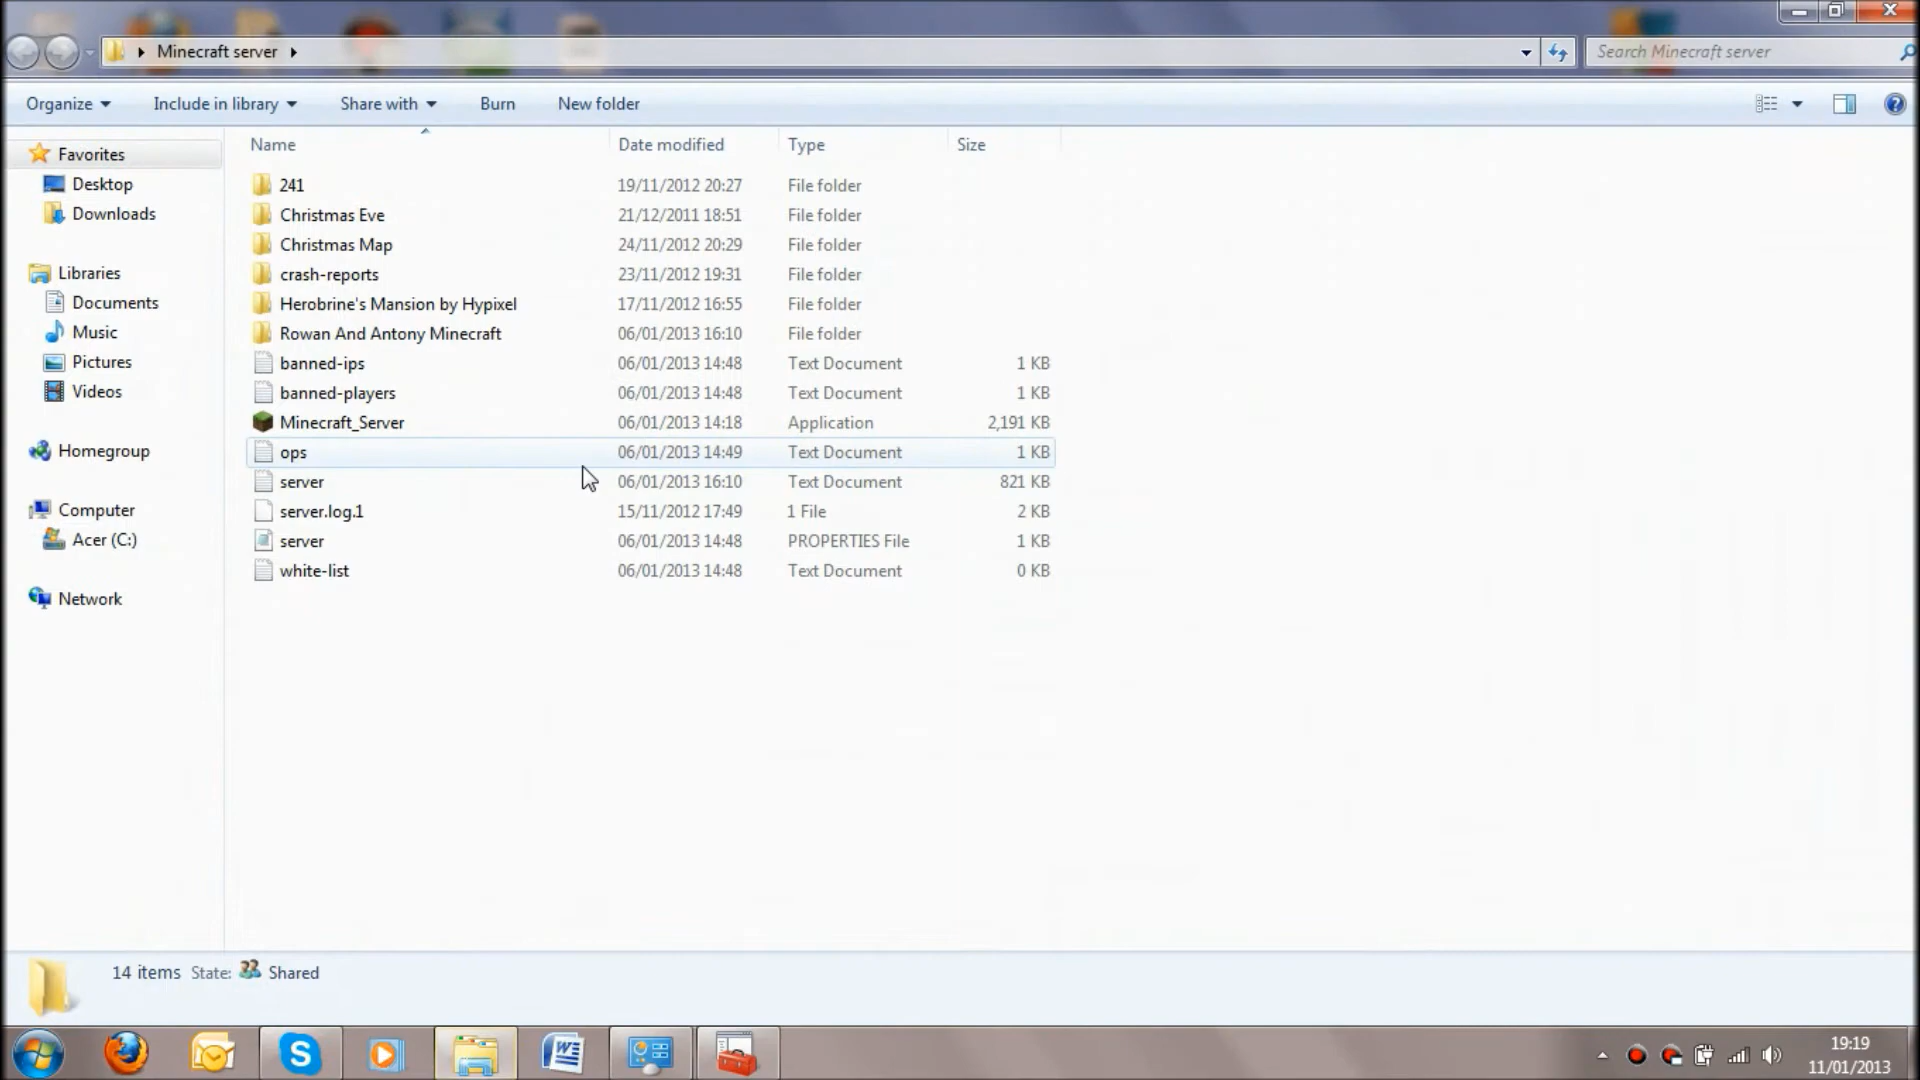 Minecraft server
Search Minecraft server
Organize Include in library Share with Burn New folder
Name Date modified Type Size
Favorites
Desktop
Downloads
Libraries
Documents
Music
Pictures
Videos
Homegroup
Computer
Acer (C:)
Network
241 19/11/2012 20:27 File folder
Christmas Eve 21/12/2011 18:51 File folder
Christmas Map 24/11/2012 20:29 File folder
crash-reports 23/11/2012 19:31 File folder
Herobrine's Mansion by Hypixel 17/11/2012 16:55 File folder
Rowan And Antony Minecraft 06/01/2013 16:10 File folder
banned-ips 06/01/2013 14:48 Text Document 1 KB
banned-players 06/01/2013 14:48 Text Document 1 KB
Minecraft_Server 06/01/2013 14:18 Application 2,191 KB
ops 06/01/2013 14:49 Text Document 1 KB
server 06/01/2013 16:10 Text Document 821 KB
server.log.1 15/11/2012 17:49 1 File 2 KB
server 06/01/2013 14:48 PROPERTIES File 1 KB
white-list 06/01/2013 14:48 Text Document 0 KB
14 items State: Shared
19:19
11/01/2013